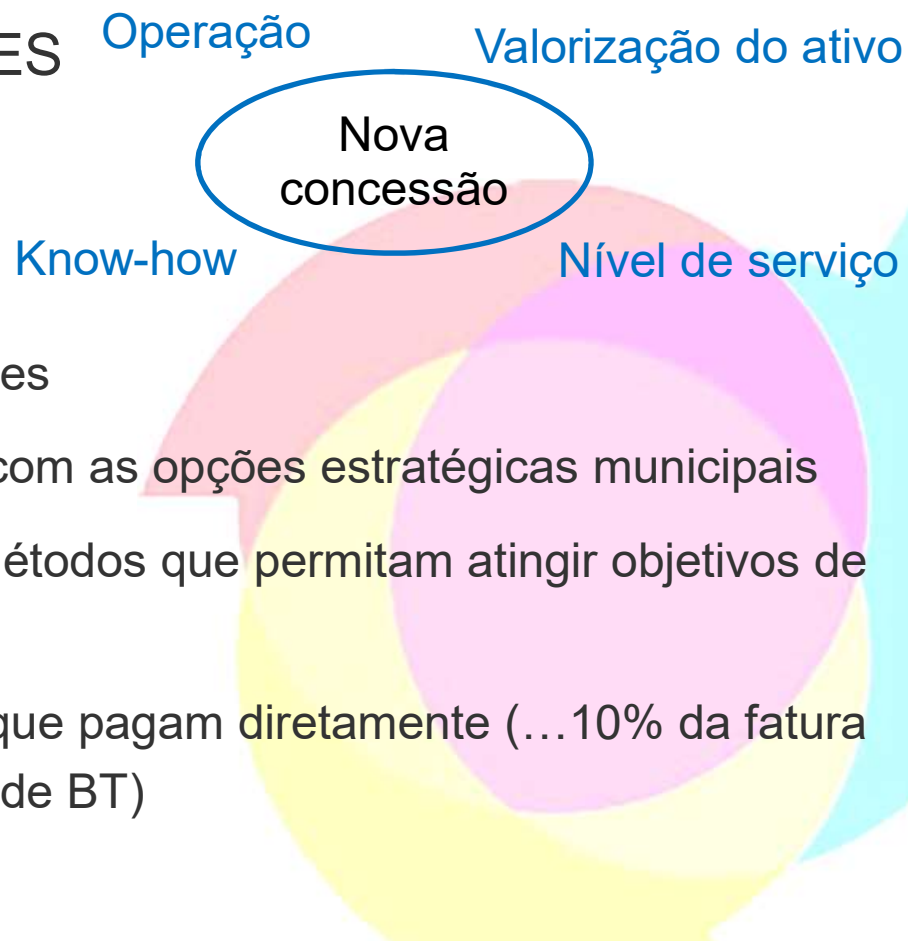 ES
Operação
Valorização do ativo
Nova
concessão
Know-how
Nível de serviço
es
com as opções estratégicas municipais
étodos que permitam atingir objetivos de
que pagam diretamente (…10% da fatura
de BT)